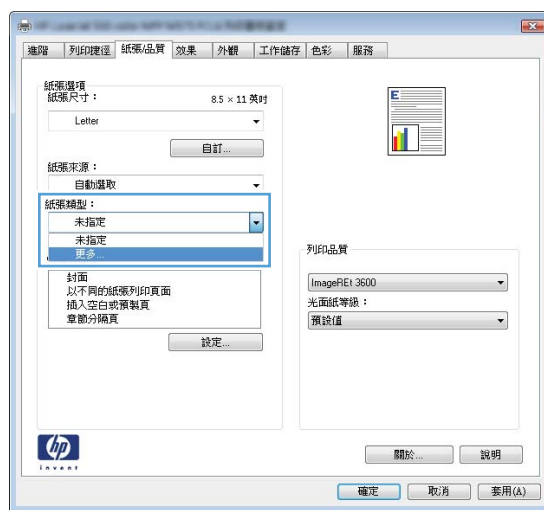 進階 列印捷徑 紙張/品質 效果 外觀 工作儲存 色彩 服務
紙張選項
紙張尺寸： 8.5 × 11 英吋
Letter
自訂...
紙張來源：
自動選取
紙張類型：
未指定
未指定
更多...
封面
以不同的紙張列印頁面
插入空白或預製頁
章節分隔頁
設定...
E
列印品質
ImageREt 3600
光面紙等級：
預設值
hp
invent
關於... 說明
確定 取消 套用(A)